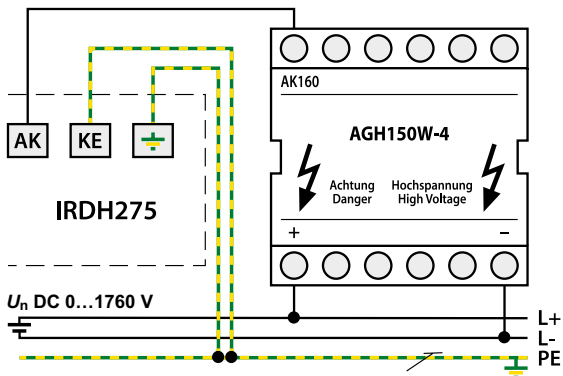 AK160
AGH150W-4
AK
KE
Achtung Hochspannung
Danger High Voltage
IRDH275
+ −
Un DC 0...1760 V
L+
L-
PE